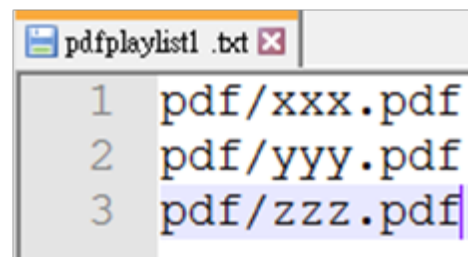 pdfplaylist1 .txt
1 pdf/xxx.pdf
2 pdf/yyy.pdf
3 pdf/zzz.pdf